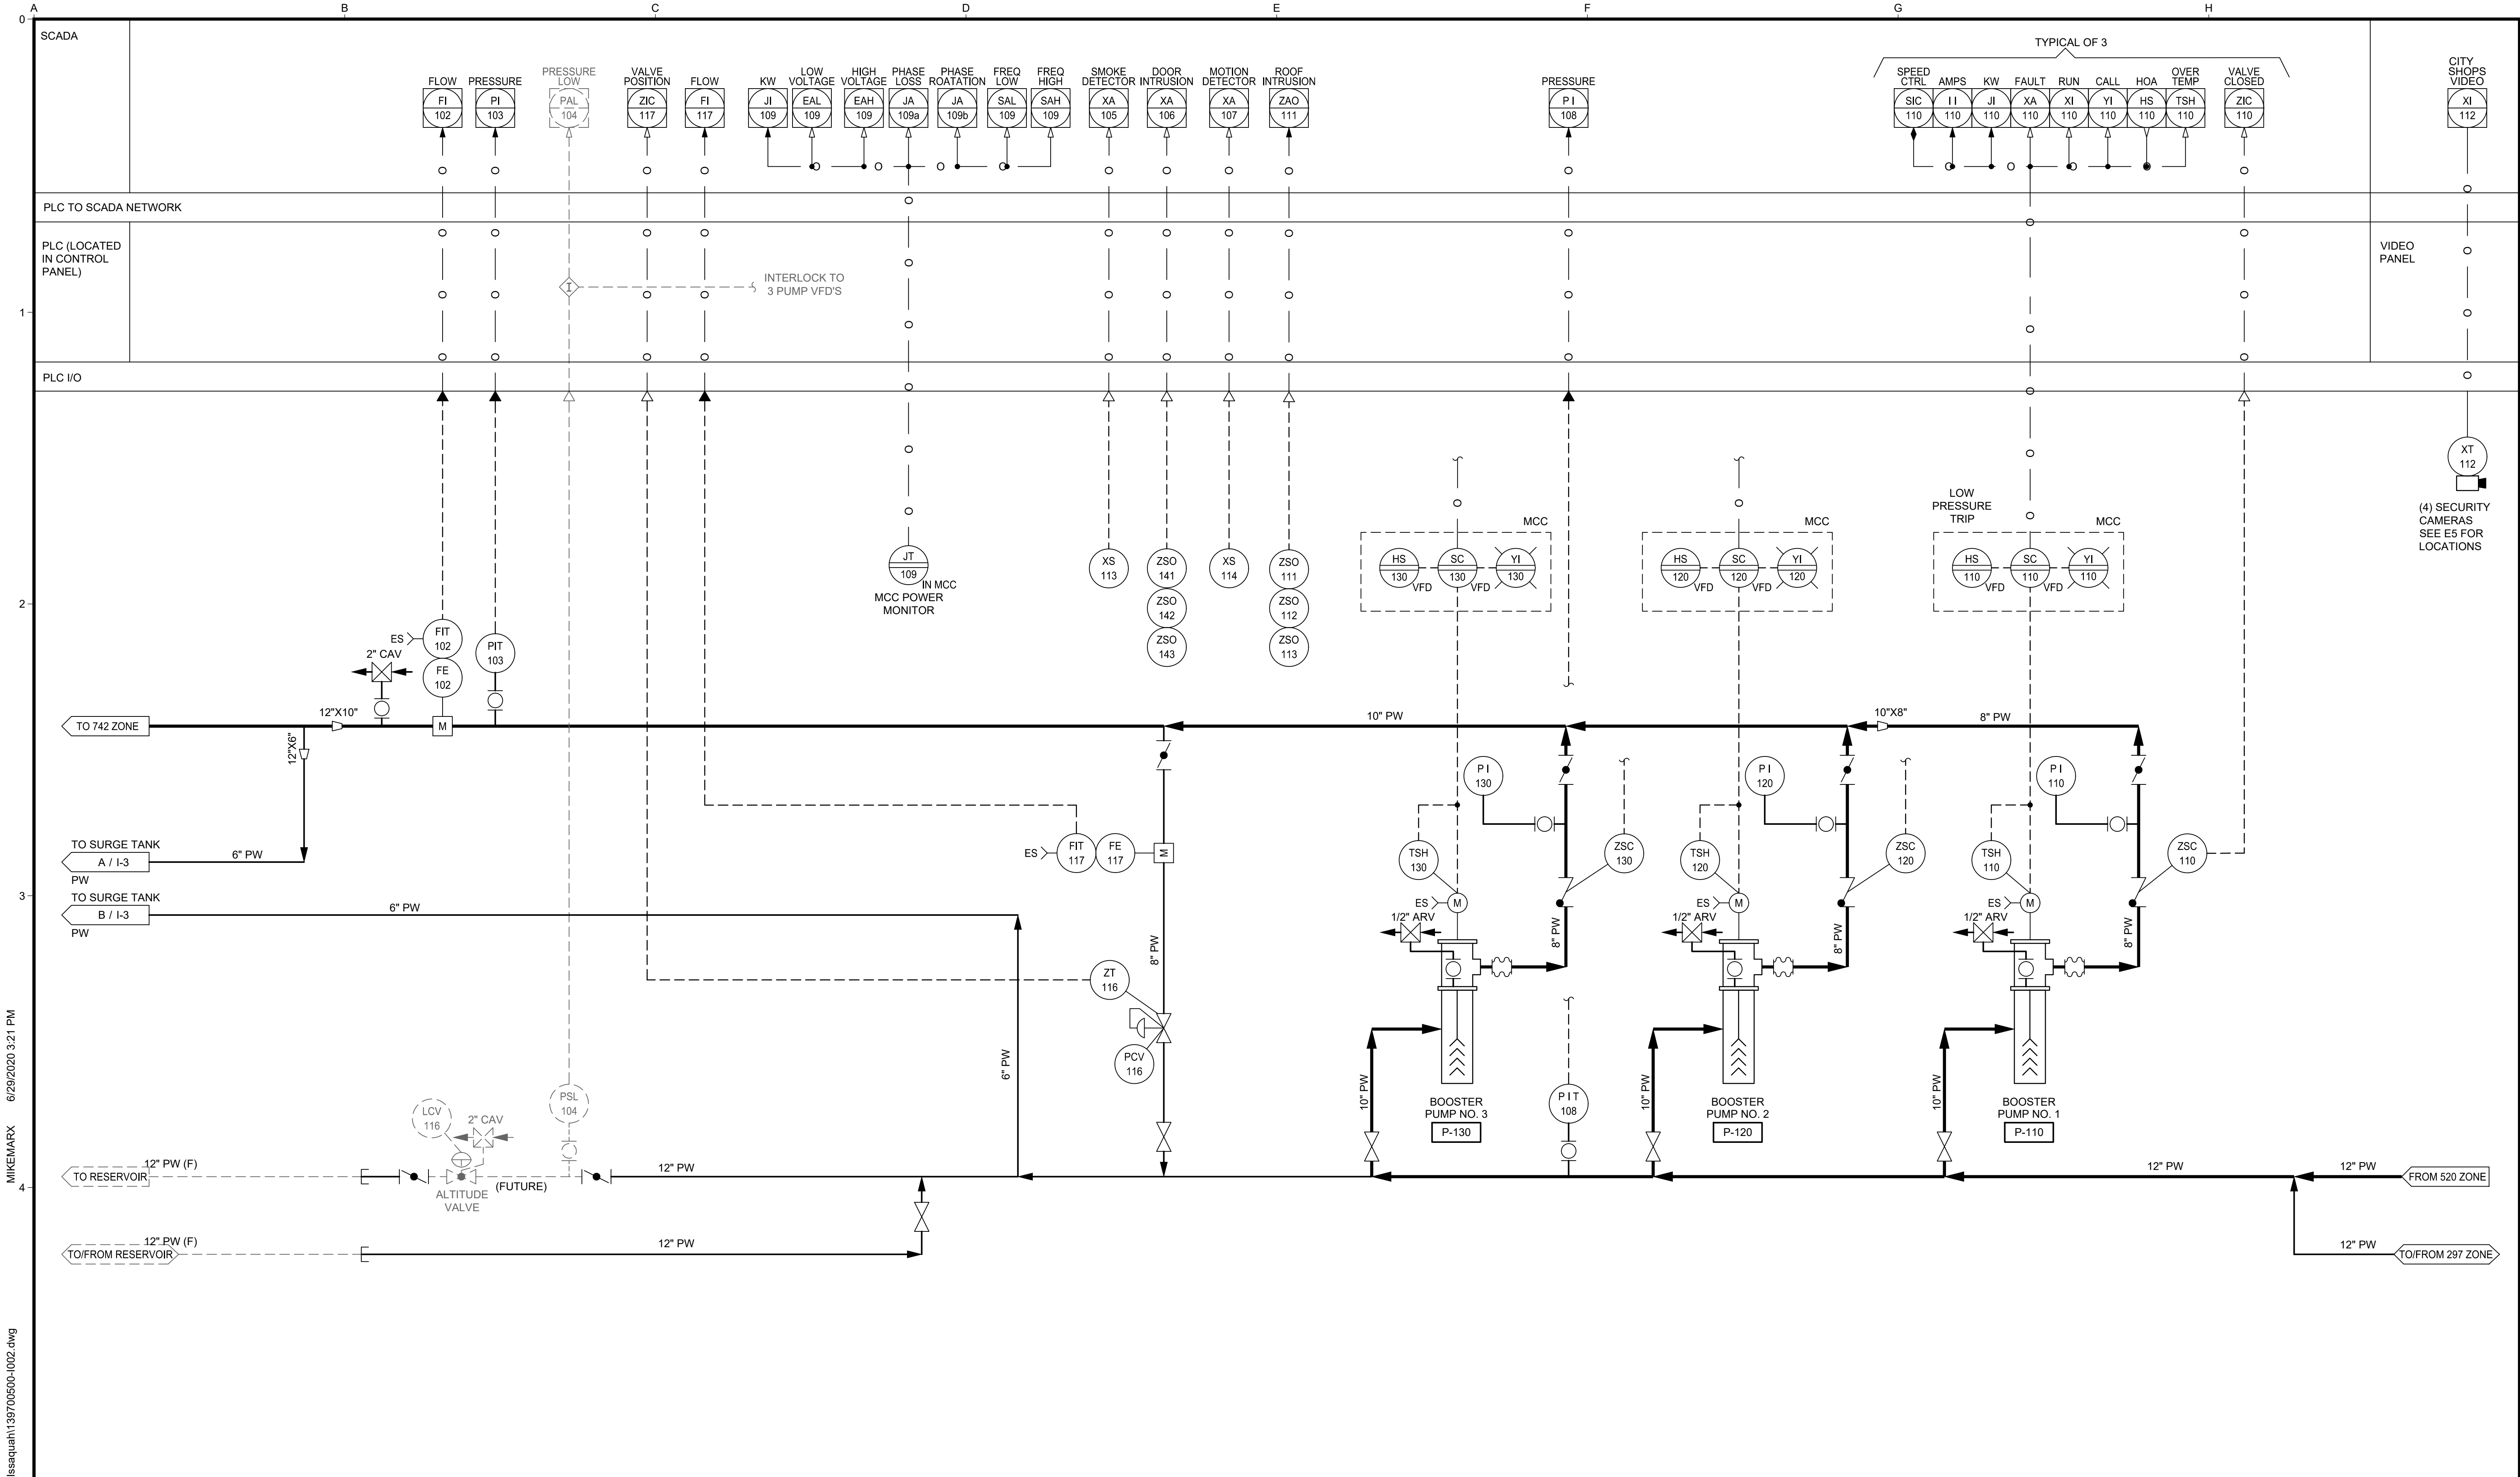 A B C D E F G H
0
SCADA
TYPICAL OF 3
FLOW
FI
102
PRESSURE
PI
103
PRESSURE
LOW
PAL
104
VALVE
POSITION
ZIC
117
FLOW
FI
117
KW
JI
109
LOW
VOLTAGE
EAL
109
HIGH
VOLTAGE
EAH
109
PHASE
LOSS
JA
109a
PHASE
ROATATION
JA
109b
FREQ
LOW
SAL
109
FREQ
HIGH
SAH
109
SMOKE
DETECTOR
XA
105
DOOR
INTRUSION
XA
106
MOTION
DETECTOR
XA
107
ROOF
INTRUSION
ZAO
111
PRESSURE
P I
108
SPEED
CTRL
SIC
110
AMPS
I I
110
KW
JI
110
FAULT
XA
110
RUN
XI
110
CALL
YI
110
HOA
HS
110
OVER
TEMP
TSH
110
VALVE
CLOSED
ZIC
110
CITY
SHOPS
VIDEO
XI
112
PLC TO SCADA NETWORK
PLC (LOCATED
IN CONTROL
PANEL)
VIDEO
PANEL
I
INTERLOCK TO
3 PUMP VFD'S
1
PLC I/O
XT
112
(4) SECURITY
CAMERAS
SEE E5 FOR
LOCATIONS
LOW
PRESSURE
TRIP
JT
109
IN MCC
MCC POWER
MONITOR
XS
113
ZSO
141
ZSO
142
ZSO
143
XS
114
ZSO
111
ZSO
112
ZSO
113
MCC
HS
130
VFD
SC
130
VFD
YI
130
MCC
HS
120
VFD
SC
120
VFD
YI
120
MCC
HS
110
VFD
SC
110
VFD
YI
110
2
ES
FIT
102
FE
102
PIT
103
2" CAV
TO 742 ZONE
12"X10"
M
10" PW
10"X8"
8" PW
12"X6"
P I
130
P I
120
P I
110
TO SURGE TANK
A / I-3
PW
6" PW
ES
FIT
117
FE
117
M
TSH
130
ZSC
130
TSH
120
ZSC
120
TSH
110
ZSC
110
3
TO SURGE TANK
B / I-3
PW
6" PW
ES
M
1/2" ARV
8" PW
ES
M
1/2" ARV
8" PW
ES
M
1/2" ARV
8" PW
8" PW
ZT
116
PCV
116
6" PW
10" PW
BOOSTER
PUMP NO. 3
P-130
P I T
108
10" PW
BOOSTER
PUMP NO. 2
P-120
10" PW
BOOSTER
PUMP NO. 1
P-110
LCV
116
2" CAV
PSL
104
TO RESERVOIR
12" PW (F)
ALTITUDE
VALVE
(FUTURE)
12" PW
12" PW
12" PW
FROM 520 ZONE
4
TO/FROM RESERVOIR
12" PW (F)
12" PW
12" PW
TO/FROM 297 ZONE
MIKEMARX 6/29/2020 3:21 PM
Issaquah\139700500-I002.dwg